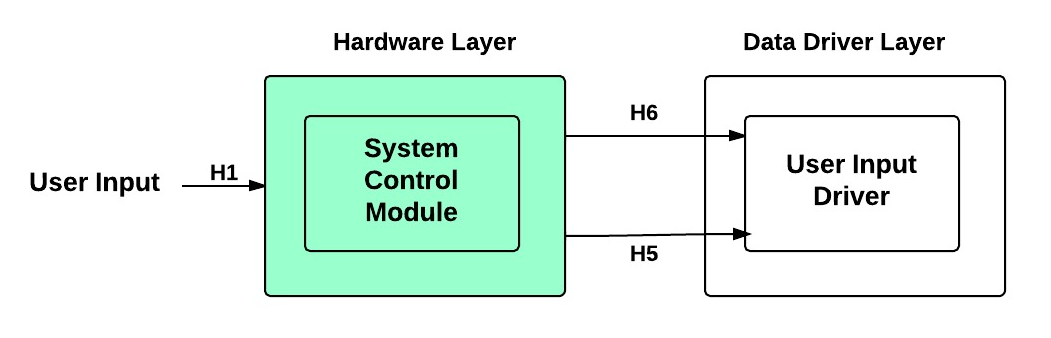 Hardware Layer
Data Driver Layer
User Input
H1
System
Control
Module
H6
H5
User Input
Driver